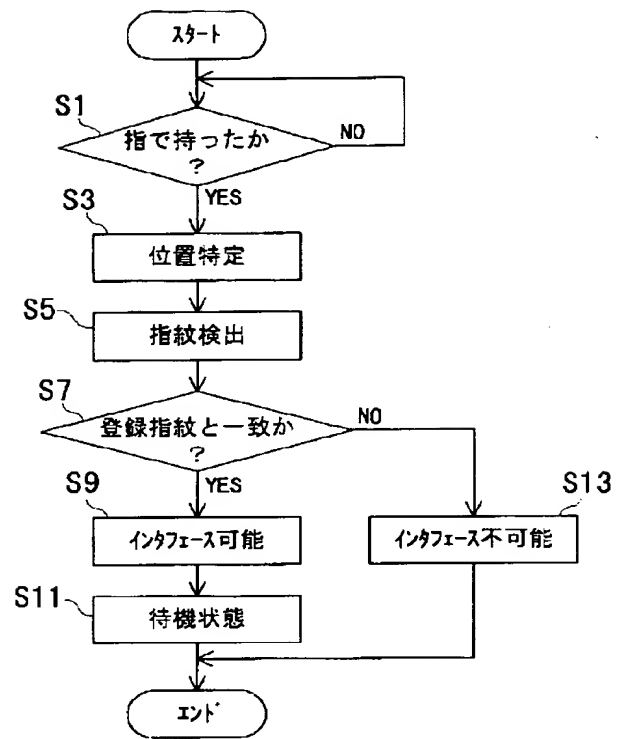 スタート
S1
指で持ったか
?
NO
YES
S3
位置特定
S5
指紋検出
S7
登録指紋と一致か
?
NO
YES
S9
インタフェース可能
S13
インタフェース不可能
S11
待機状態
エンド